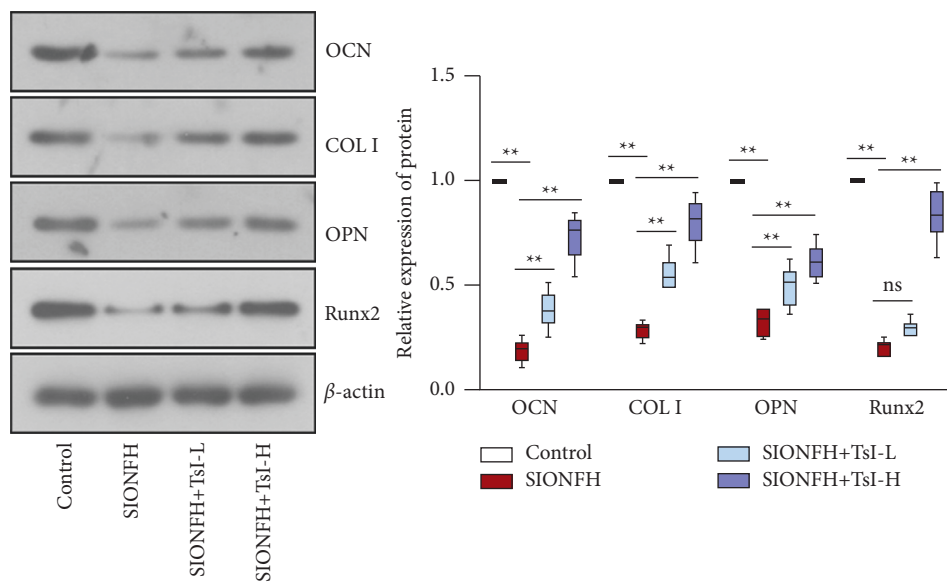 OCN
COL I
OPN
Runx2
β-actin
Control
SIONFH
SIONFH+TsI-L
SIONFH+TsI-H
Relative expression of protein
1.5
1.0
0.5
0.0
** ** ** **
** ** ** **
** ** ** ns
OCN COL I OPN Runx2
Control SIONFH+TsI-L
SIONFH SIONFH+TsI-H